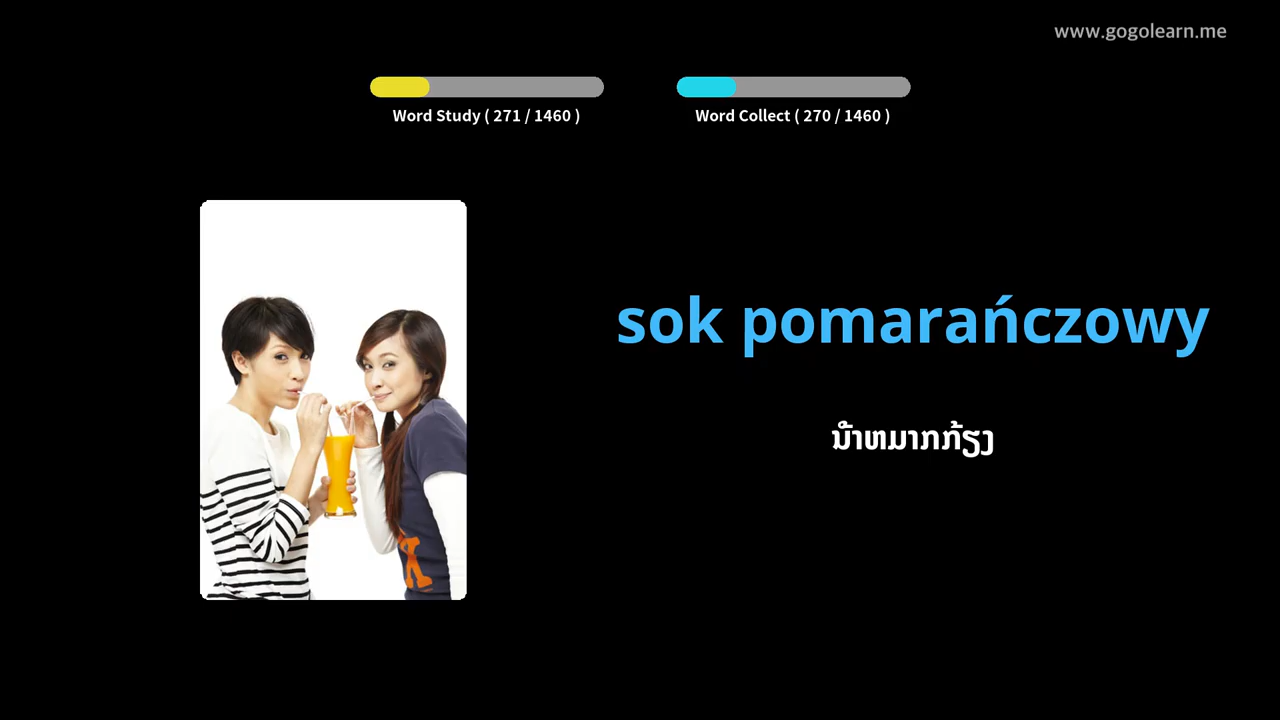 www.gogolearn.me
Word Study ( 271 / 1460 )
Word Collect ( 270 / 1460 )
sok pomarańczowy
ນ້ຳຫມາກກ້ຽງ